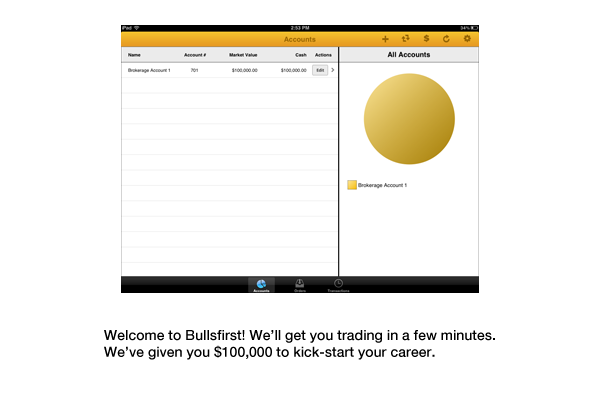 iPad 2:53 PM 34%
Accounts $
Name Account # Market Value Cash Actions All Accounts
Brokerage Account 1 701 $100,000.00 $100,000.00 Edit
Brokerage Account 1
Accounts Orders Transactions
Welcome to Bullsfirst! We’ll get you trading in a few minutes.
We’ve given you $100,000 to kick-start your career.